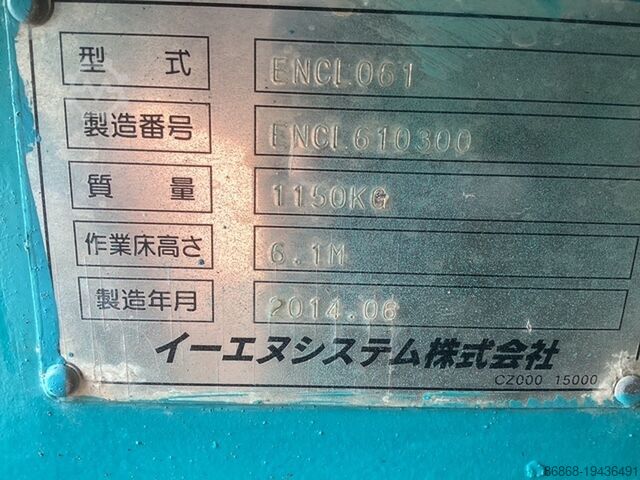 型式 ENCL061
製造番号 ENCL610300
質量 1150KG
作業床高さ 6.1M
製造年月 2014.06
イーエヌシステム株式会社
CZ000 15000
86868-19436491